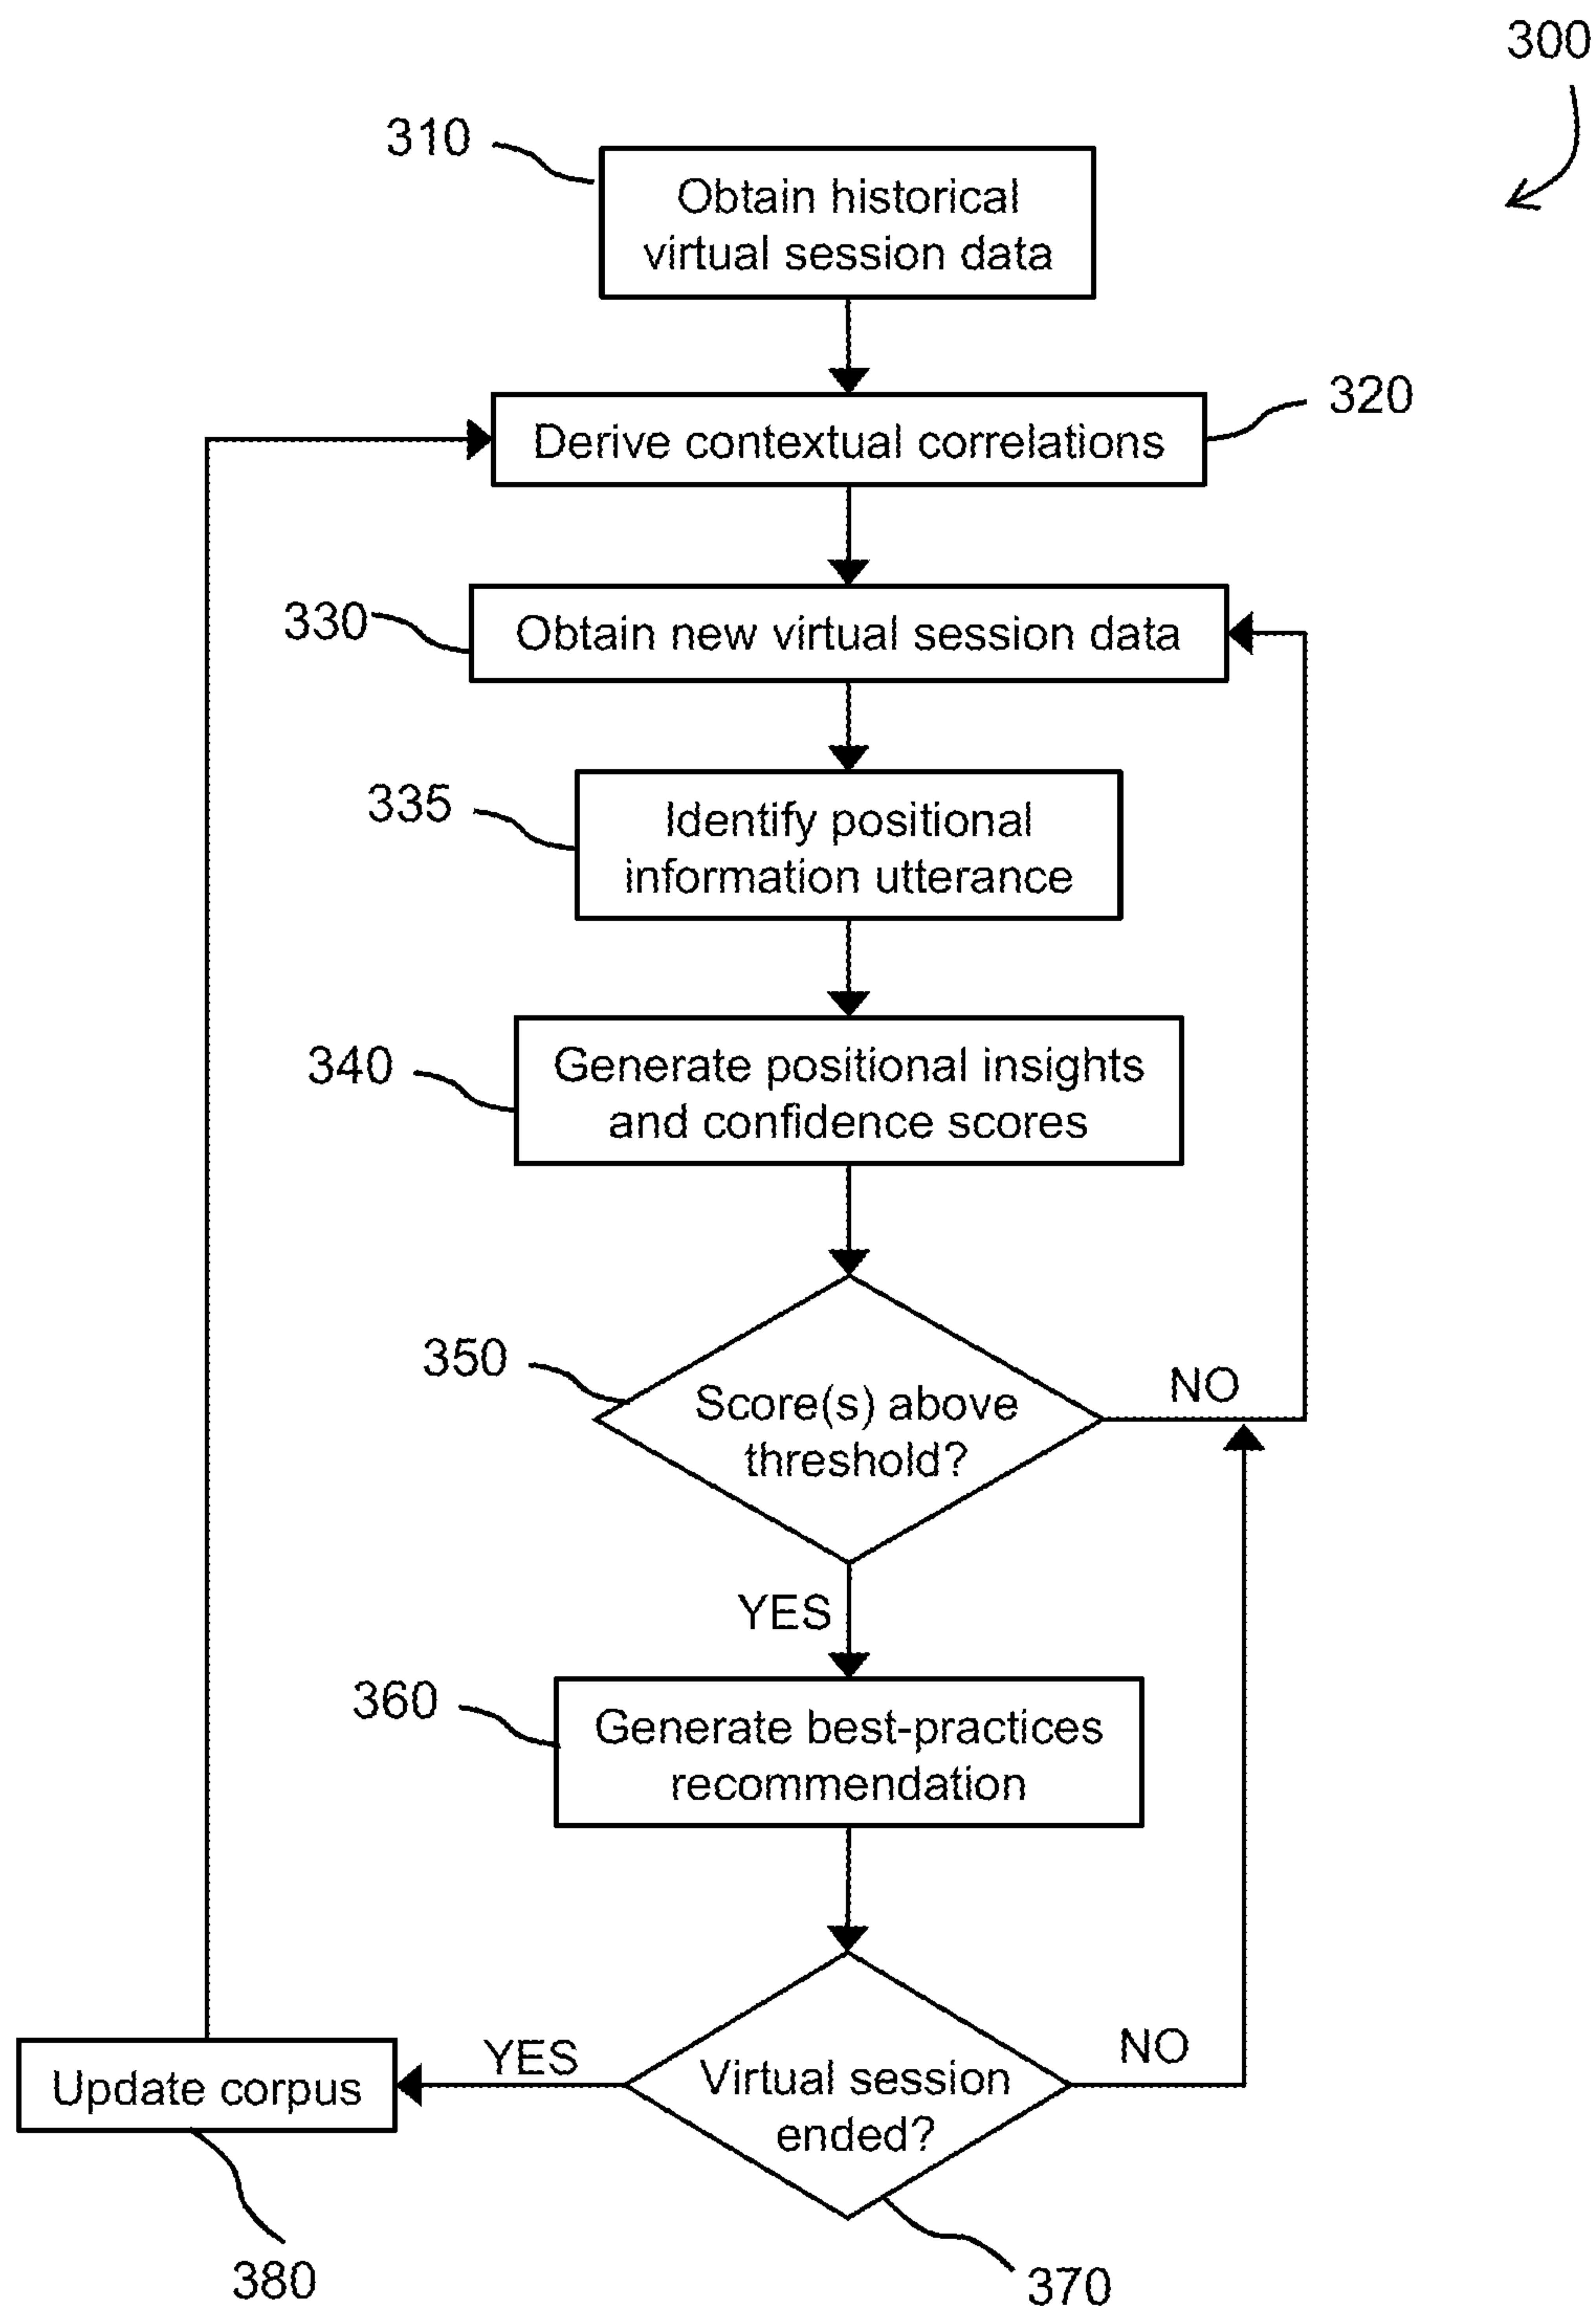 300
310
Obtain historical
virtual session data
320
Derive contextual correlations
330
Obtain new virtual session data
335
Identify positional
information utterance
340
Generate positional insights
and confidence scores
350
Score(s) above
threshold?
NO
YES
360
Generate best-practices
recommendation
Virtual session
ended?
YES
NO
Update corpus
380
370